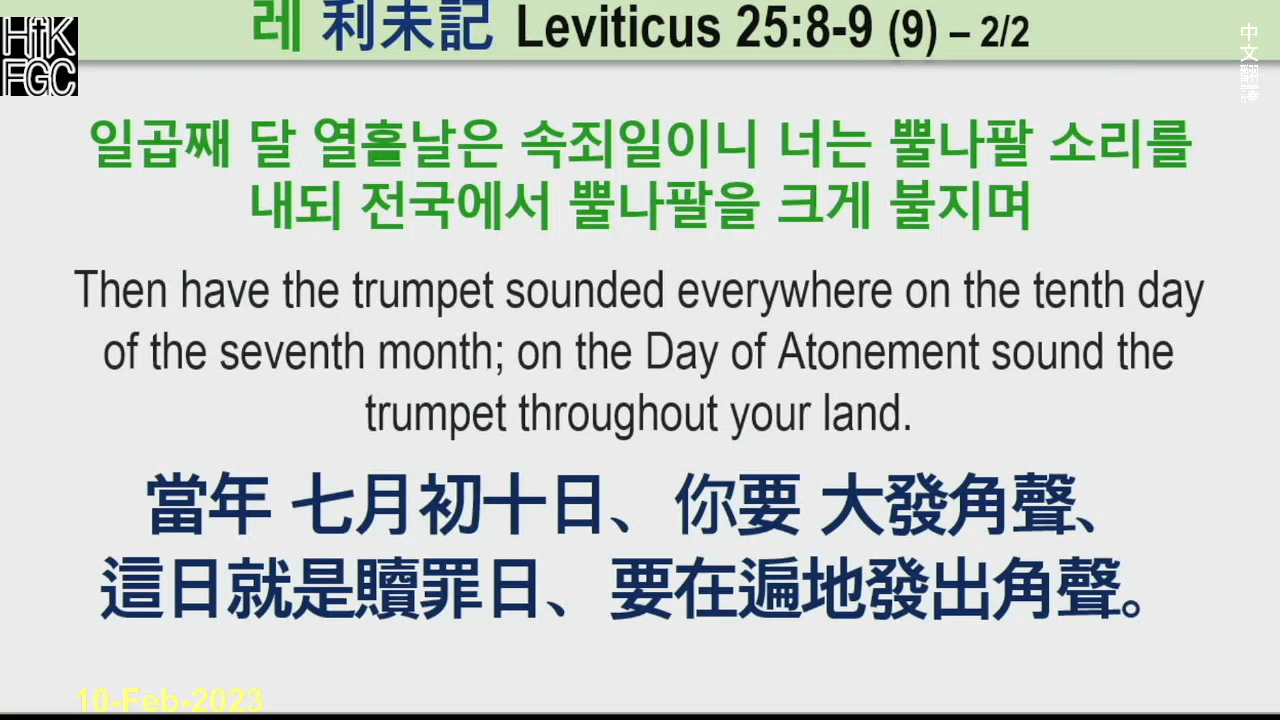 레 利未記 Leviticus 25:8-9 (9) – 2/2
HfK
FGC
中文翻譯
일곱째 달 열흘날은 속죄일이니 너는 뿔나팔 소리를
내되 전국에서 뿔나팔을 크게 불지며
Then have the trumpet sounded everywhere on the tenth day
of the seventh month; on the Day of Atonement sound the
trumpet throughout your land.
當年 七月初十日、你要 大發角聲、
這日就是贖罪日、要在遍地發出角聲。
10-Feb-2023